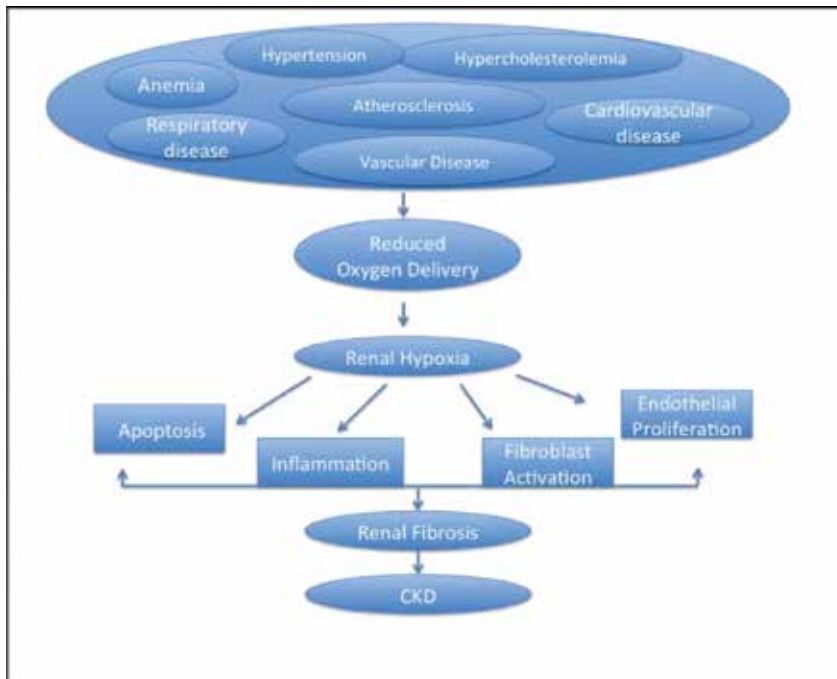 Hypertension
Hypercholesterolemia
Anemia
Atherosclerosis
Cardiovascular
disease
Respiratory
disease
Vascular Disease
Reduced
Oxygen Delivery
Renal Hypoxia
Apoptosis
Inflammation
Fibroblast
Activation
Endothelial
Proliferation
Renal Fibrosis
CKD